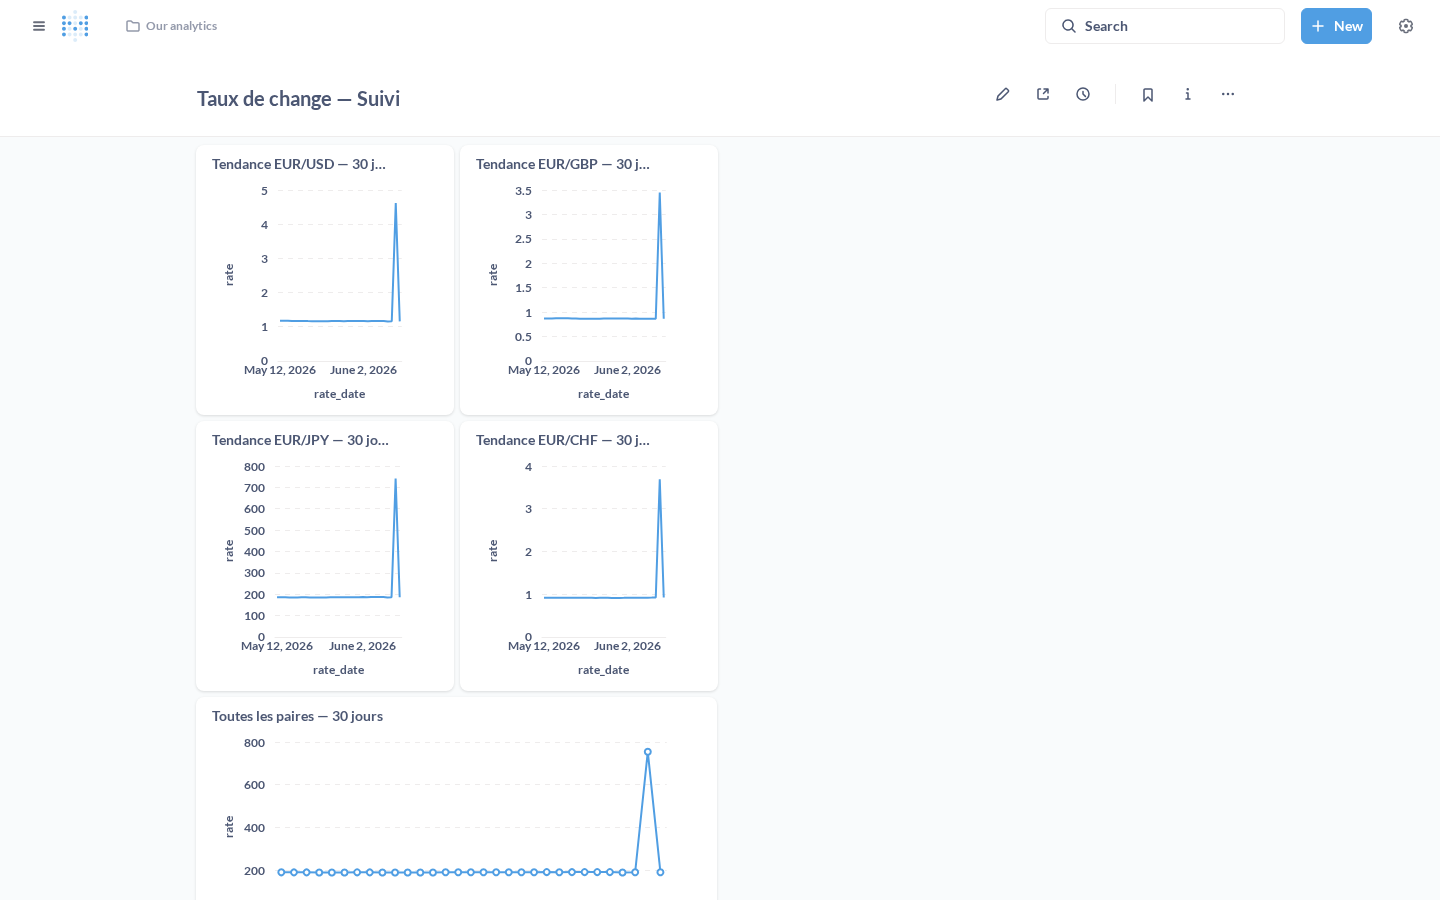 Our analytics
Search
New
Taux de change — Suivi
Tendance EUR/USD — 30 j...
5
4
3
2
1
0
rate
May 12, 2026
June 2, 2026
rate_date
Tendance EUR/GBP — 30 j...
3.5
3
2.5
2
1.5
1
0.5
0
rate
May 12, 2026
June 2, 2026
rate_date
Tendance EUR/JPY — 30 jo...
800
700
600
500
400
300
200
100
0
rate
May 12, 2026
June 2, 2026
rate_date
Tendance EUR/CHF — 30 j...
4
3
2
1
0
rate
May 12, 2026
June 2, 2026
rate_date
Toutes les paires — 30 jours
800
600
400
200
rate